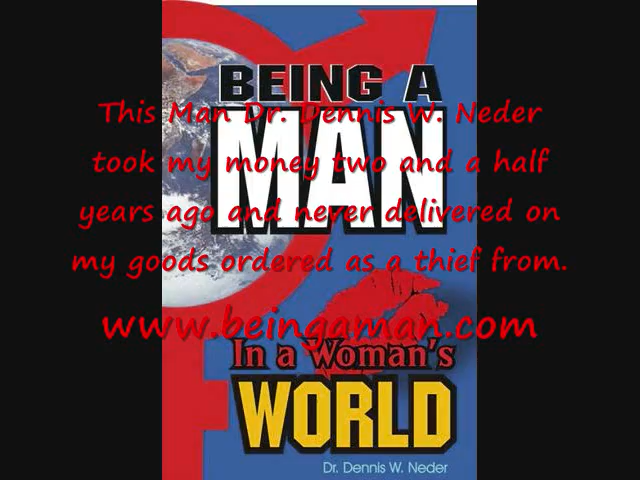 BEING A
This Man Dr. Dennis W. Neder
MAN
took my money two and a half
years ago and never delivered on
my goods ordered as a thief from.
www.beingaman.com
In a Woman's
WORLD
Dr. Dennis W. Neder